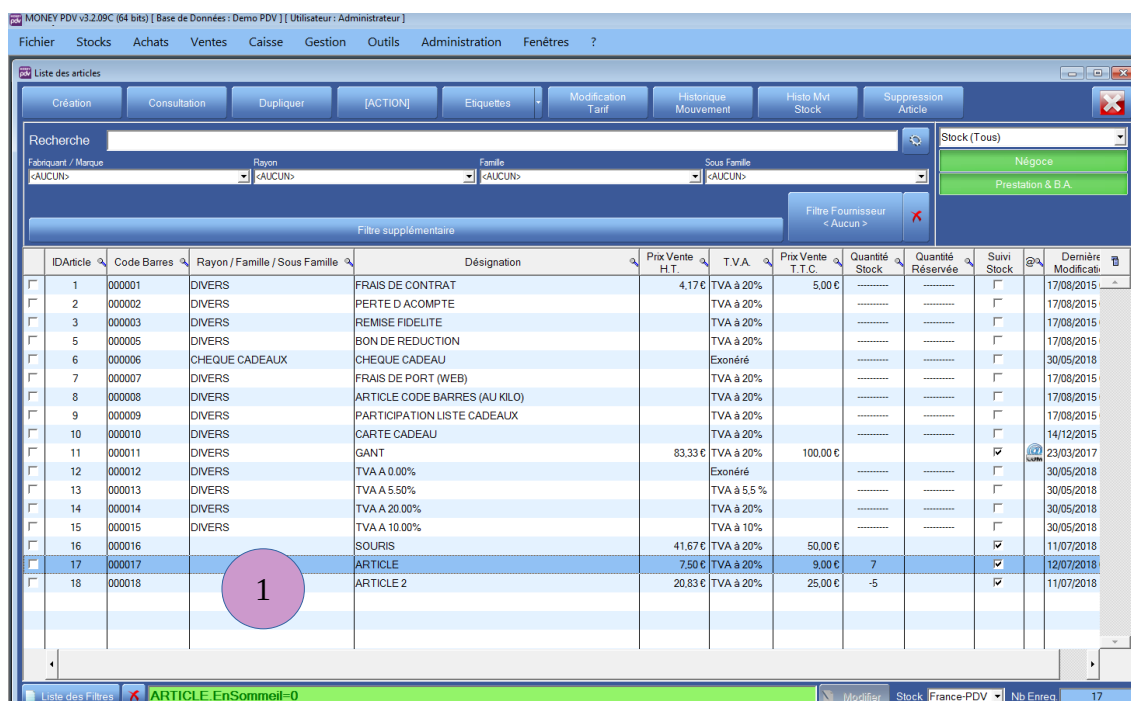 MONEY PDV v3.2.09C (64 bits) [ Base de Données : Demo PDV ] [ Utilisateur : Administrateur ]
Fichier Stocks Achats Ventes Caisse Gestion Outils Administration Fenêtres ?
Liste des articles
Création Consultation Dupliquer [ACTION] Etiquettes Modification Tarif Historique Mouvement Histo Mvt Stock Suppression Article
Recherche Stock (Tous)
Fabriquant / Marque Rayon Famille Sous Famille Négoce
<AUCUN> <AUCUN> <AUCUN> <AUCUN>
Prestation & B.A.
Filtre supplémentaire Filtre Fournisseur < Aucun >
IDArticle Code Barres Rayon / Famille / Sous Famille Désignation Prix Vente H.T. T.V.A. Prix Vente T.T.C. Quantité Stock Quantité Réservée Suivi Stock @ Dernière
1 000001 DIVERS FRAIS DE CONTRAT 4,17 € TVA à 20% 5,00 € ---------- ---------- 17/08/2015
2 000002 DIVERS PERTE D ACOMPTE TVA à 20% ---------- ---------- 17/08/2015
3 000003 DIVERS REMISE FIDELITE TVA à 20% ---------- ---------- 17/08/2015
5 000005 DIVERS BON DE REDUCTION TVA à 20% ---------- ---------- 17/08/2015
6 000006 CHEQUE CADEAUX CHEQUE CADEAU Exonéré ---------- ---------- 30/05/2018
7 000007 DIVERS FRAIS DE PORT (WEB) TVA à 20% ---------- ---------- 17/08/2015
8 000008 DIVERS ARTICLE CODE BARRES (AU KILO) TVA à 20% ---------- ---------- 17/08/2015
9 000009 DIVERS PARTICIPATION LISTE CADEAUX TVA à 20% ---------- ---------- 17/08/2015
10 000010 DIVERS CARTE CADEAU TVA à 20% ---------- ---------- 14/12/2015
11 000011 DIVERS GANT 83,33 € TVA à 20% 100,00 € 23/03/2017
12 000012 DIVERS TVA A 0.00% Exonéré ---------- ---------- 30/05/2018
13 000013 DIVERS TVA A 5.50% TVA à 5,5 % ---------- ---------- 30/05/2018
14 000014 DIVERS TVA A 20.00% TVA à 20% ---------- ---------- 30/05/2018
15 000015 DIVERS TVA A 10.00% TVA à 10% ---------- ---------- 30/05/2018
16 000016 SOURIS 41,67 € TVA à 20% 50,00 € 11/07/2018
17 000017 ARTICLE 7,50 € TVA à 20% 9,00 € 7 12/07/2018
18 000018 ARTICLE 2 20,83 € TVA à 20% 25,00 € -5 11/07/2018
1
Liste des Filtres ARTICLE.EnSommeil=0 Modifier Stock France-PDV Nb Enreg. 17